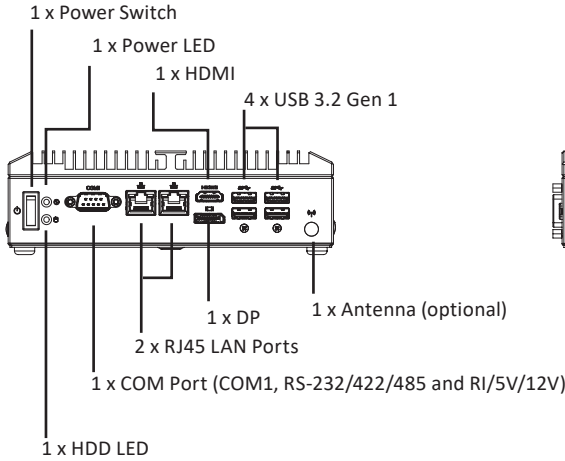 1 x Power Switch
1 x Power LED
1 x HDMI
4 x USB 3.2 Gen 1
COM1
HDMI
1 x DP
1 x Antenna (optional)
2 x RJ45 LAN Ports
1 x COM Port (COM1, RS-232/422/485 and RI/5V/12V)
1 x HDD LED